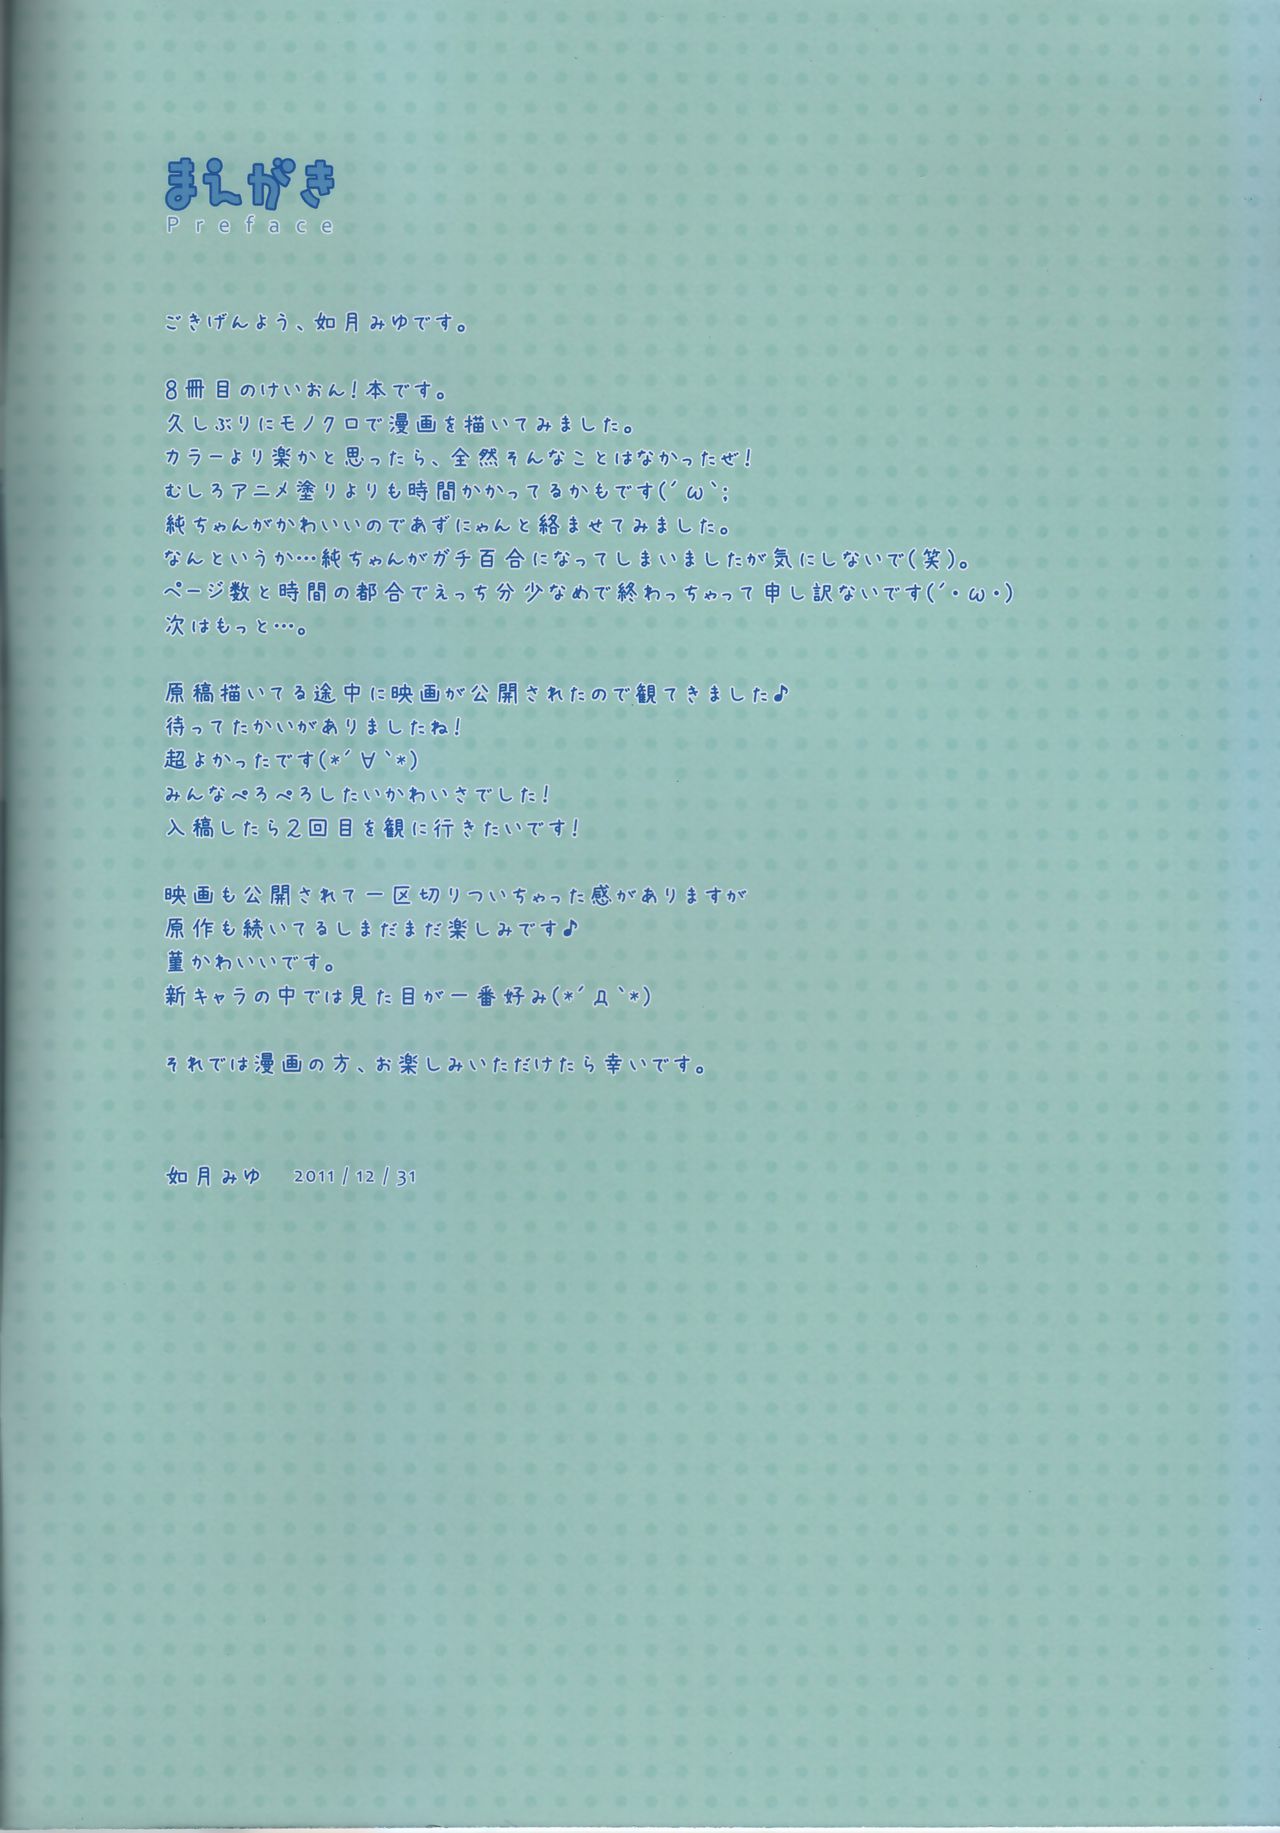 まえがき
Preface
ごきげんよう、如月みゆです。
8冊目のけいおん!本です。
久しぶりにモノクロで漫画を描いてみました。
カラーより楽かと思ったら、全然そんなことはなかったぜ!
むしろアニメ塗りよりも時間かかってるかもです(´ω`;
純ちゃんがかわいいのであずにゃんと絡ませてみました。
なんというか…純ちゃんがガチ百合になってしまいましたが気にしないで(笑)。
ページ数と時間の都合でえっち分少なめで終わっちゃって申し訳ないです(´・ω・)
次はもっと…。
原稿描いてる途中に映画が公開されたので観てきました♪
待ってたかいがありましたね!
超よかったです(*´∀`*)
みんなぺろぺろしたいかわいさでした!
入稿したら2回目を観に行きたいです!
映画も公開されて一区切りついちゃった感がありますが
原作も続いてるしまだまだ楽しみです♪
菫かわいいです。
新キャラの中では見た目が一番好み(*´Д`*)
それでは漫画の方、お楽しみいただけたら幸いです。
如月みゆ 2011/12/31